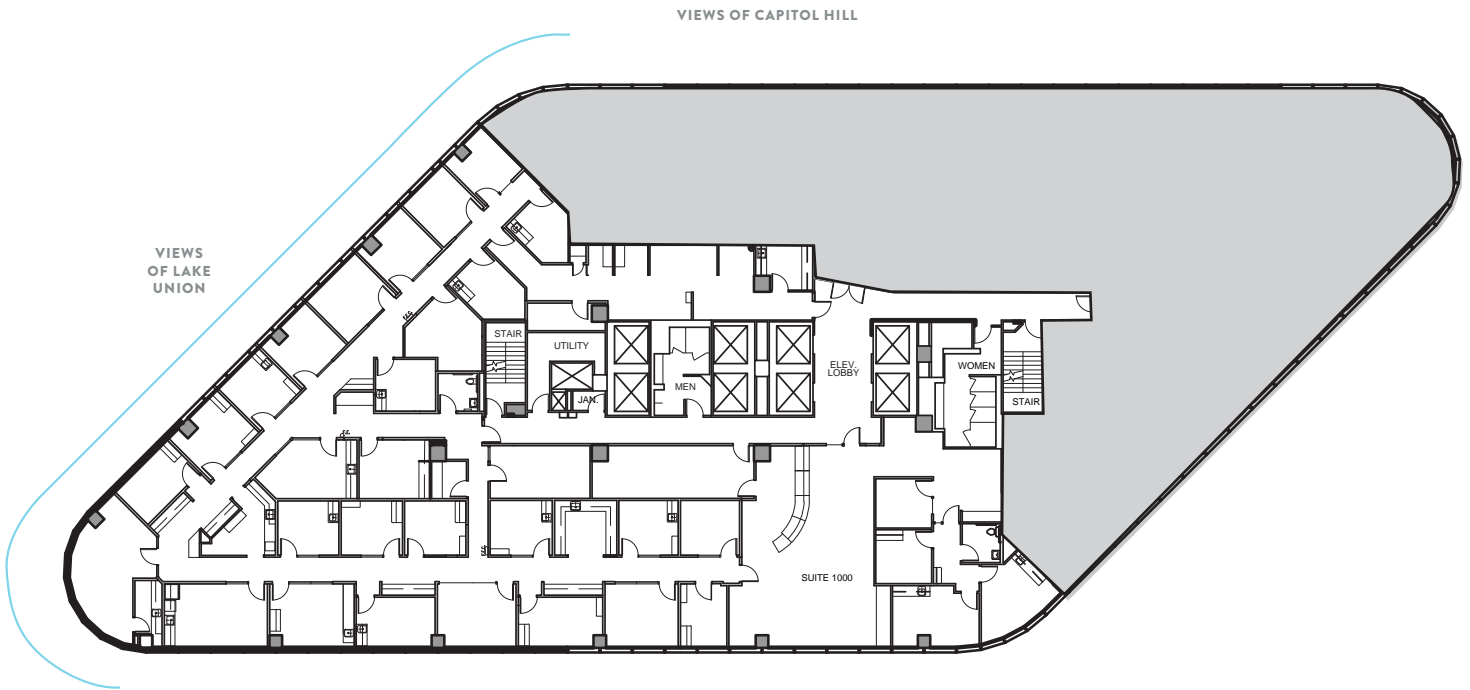 VIEWS OF CAPITOL HILL
VIEWS
OF LAKE
UNION
STAIR
UTILITY
JAN.
MEN
ELEV.
LOBBY
WOMEN
STAIR
SUITE 1000